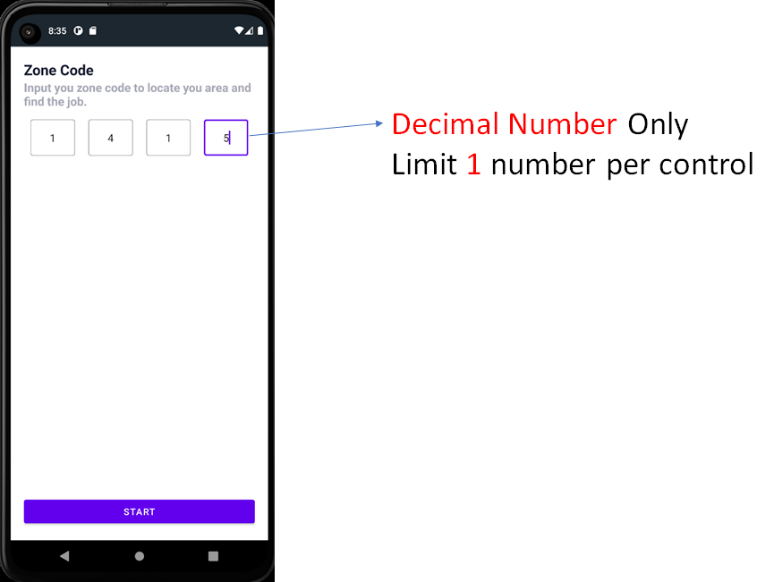 8:35
Zone Code
Input you zone code to locate you area and
find the job.
1 4 1 5
START
Decimal Number Only
Limit 1 number per control